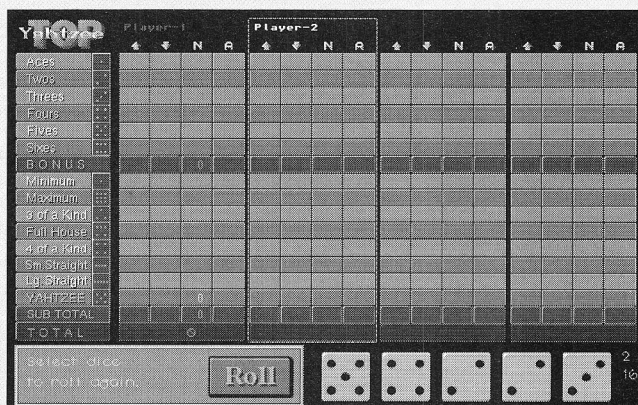 Yahtzee TOP
Player-1 Player-2
N A N A N A N A
Aces
Twos
Threes
Fours
Fives
Sixes
BONUS 0
Minimum
Maximum
3 of a Kind
Full House
4 of a Kind
Sm.Straight
Lg.Straight
YAHTZEE 0
SUB TOTAL 0
TOTAL 0
Select dice
to roll again.
Roll
2
16